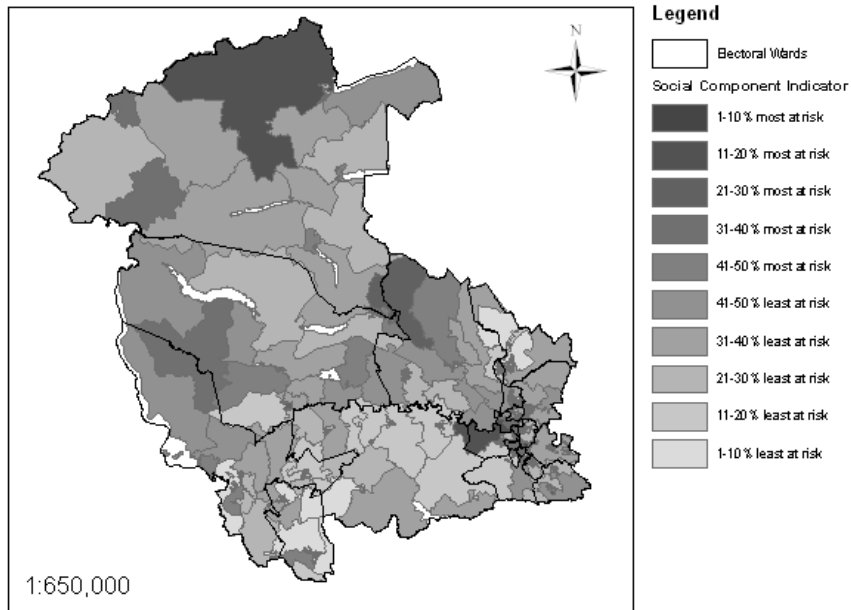 Legend
N
Electoral Wards
Social Component Indicator
1-10% most at risk
11-20% most at risk
21-30% most at risk
31-40% most at risk
41-50% most at risk
41-50% least at risk
31-40% least at risk
21-30% least at risk
11-20% least at risk
1-10% least at risk
1:650,000